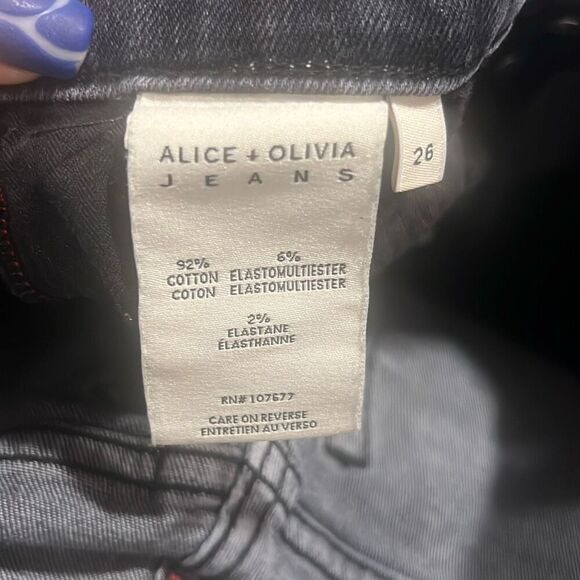 ALICE + OLIVIA
JEANS
26
92% 6%
COTTON ELASTOMULTIESTER
COTON ELASTOMULTIESTER
2%
ELASTANE
ÉLASTHANNE
RN# 107677
CARE ON REVERSE
ENTRETIEN AU VERSO